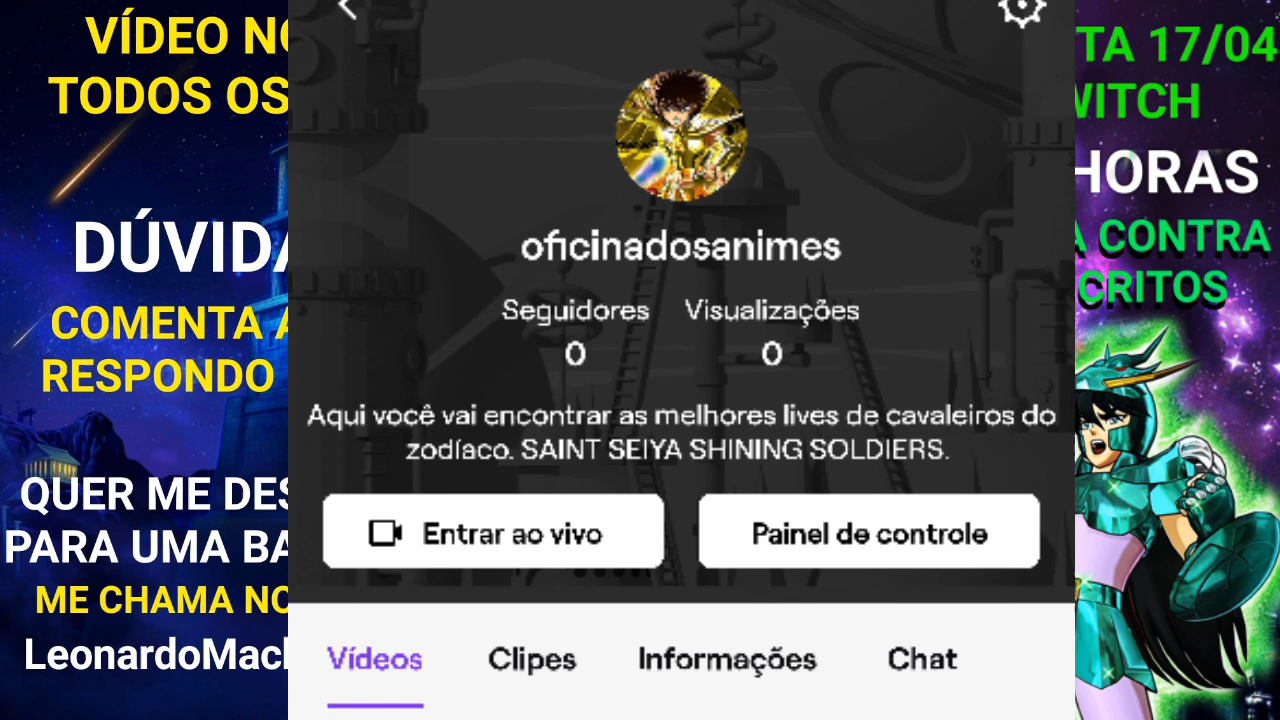 VÍDEO NO
TODOS OS
DÚVIDA
COMENTA A
RESPONDO
QUER ME DES
PARA UMA BA
ME CHAMA NO
LeonardoMach
oficinadosanimes
Seguidores Visualizações
0 0
Aqui você vai encontrar as melhores lives de cavaleiros do
zodíaco. SAINT SEIYA SHINING SOLDIERS.
Entrar ao vivo Painel de controle
Vídeos Clipes Informações Chat
TA 17/04
WITCH
HORAS
A CONTRA
CRITOS